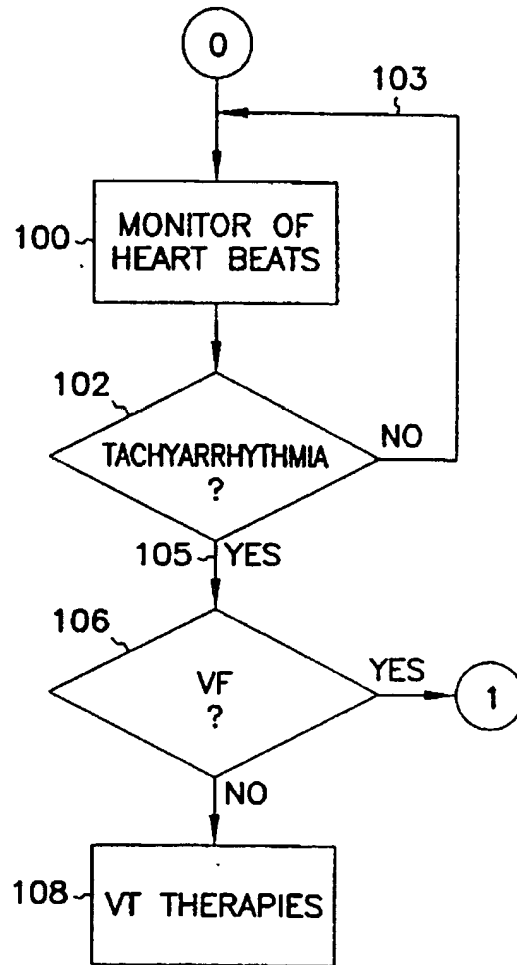 0
103
100
MONITOR OF
HEART BEATS
102
TACHYARRHYTHMIA
?
NO
105
YES
106
VF
?
YES
1
NO
108
VT THERAPIES